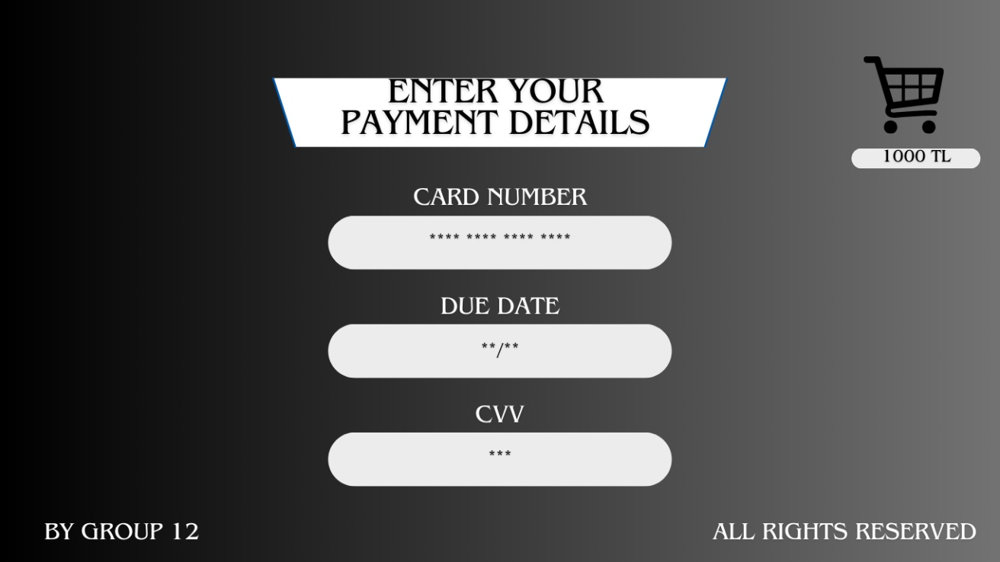 ENTER YOUR
PAYMENT DETAILS
1000 TL
CARD NUMBER
**** **** **** ****
DUE DATE
**/**
CVV
***
BY GROUP 12
ALL RIGHTS RESERVED